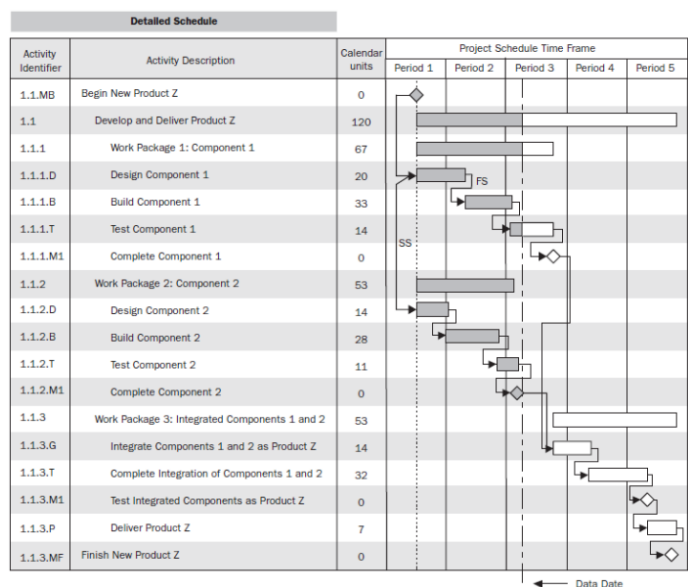 Detailed Schedule
Activity Identifier
Activity Description
Calendar units
Project Schedule Time Frame
Period 1 Period 2 Period 3 Period 4 Period 5
1.1.MB Begin New Product Z 0
1.1 Develop and Deliver Product Z 120
1.1.1 Work Package 1: Component 1 67
1.1.1.D Design Component 1 20
FS
1.1.1.B Build Component 1 33
1.1.1.T Test Component 1 14
SS
1.1.1.M1 Complete Component 1 0
1.1.2 Work Package 2: Component 2 53
1.1.2.D Design Component 2 14
1.1.2.B Build Component 2 28
1.1.2.T Test Component 2 11
1.1.2.M1 Complete Component 2 0
1.1.3 Work Package 3: Integrated Components 1 and 2 53
1.1.3.G Integrate Components 1 and 2 as Product Z 14
1.1.3.T Complete Integration of Components 1 and 2 32
1.1.3.M1 Test Integrated Components as Product Z 0
1.1.3.P Deliver Product Z 7
1.1.3.MF Finish New Product Z 0
Data Date